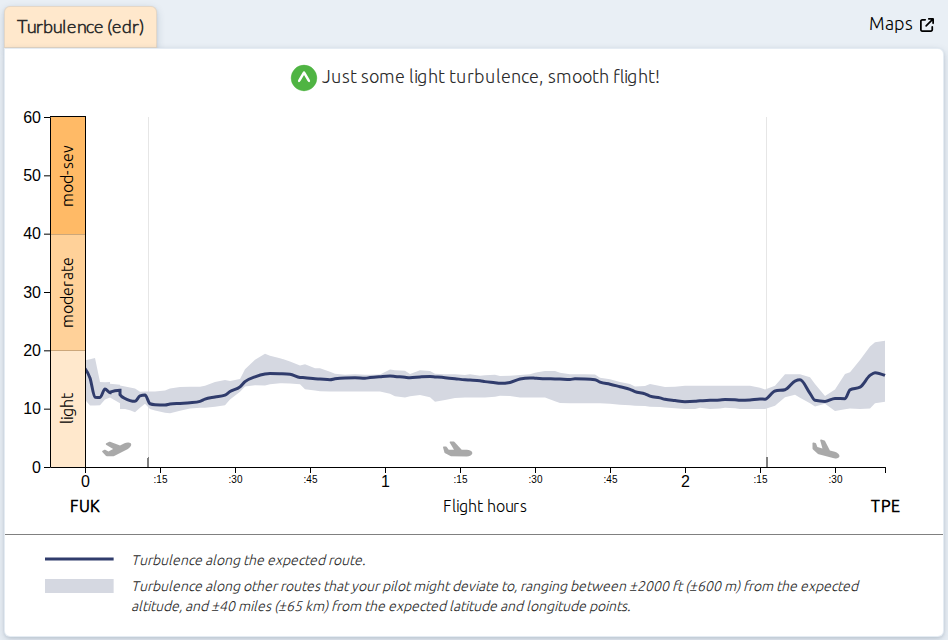 Turbulence (edr)
Maps
Just some light turbulence, smooth flight!
60
50
40
30
20
10
0
mod-sev
moderate
light
0
:15
:30
:45
1
:15
:30
:45
2
:15
:30
FUK
Flight hours
TPE
Turbulence along the expected route.
Turbulence along other routes that your pilot might deviate to, ranging between ±2000 ft (±600 m) from the expected
altitude, and ±40 miles (±65 km) from the expected latitude and longitude points.